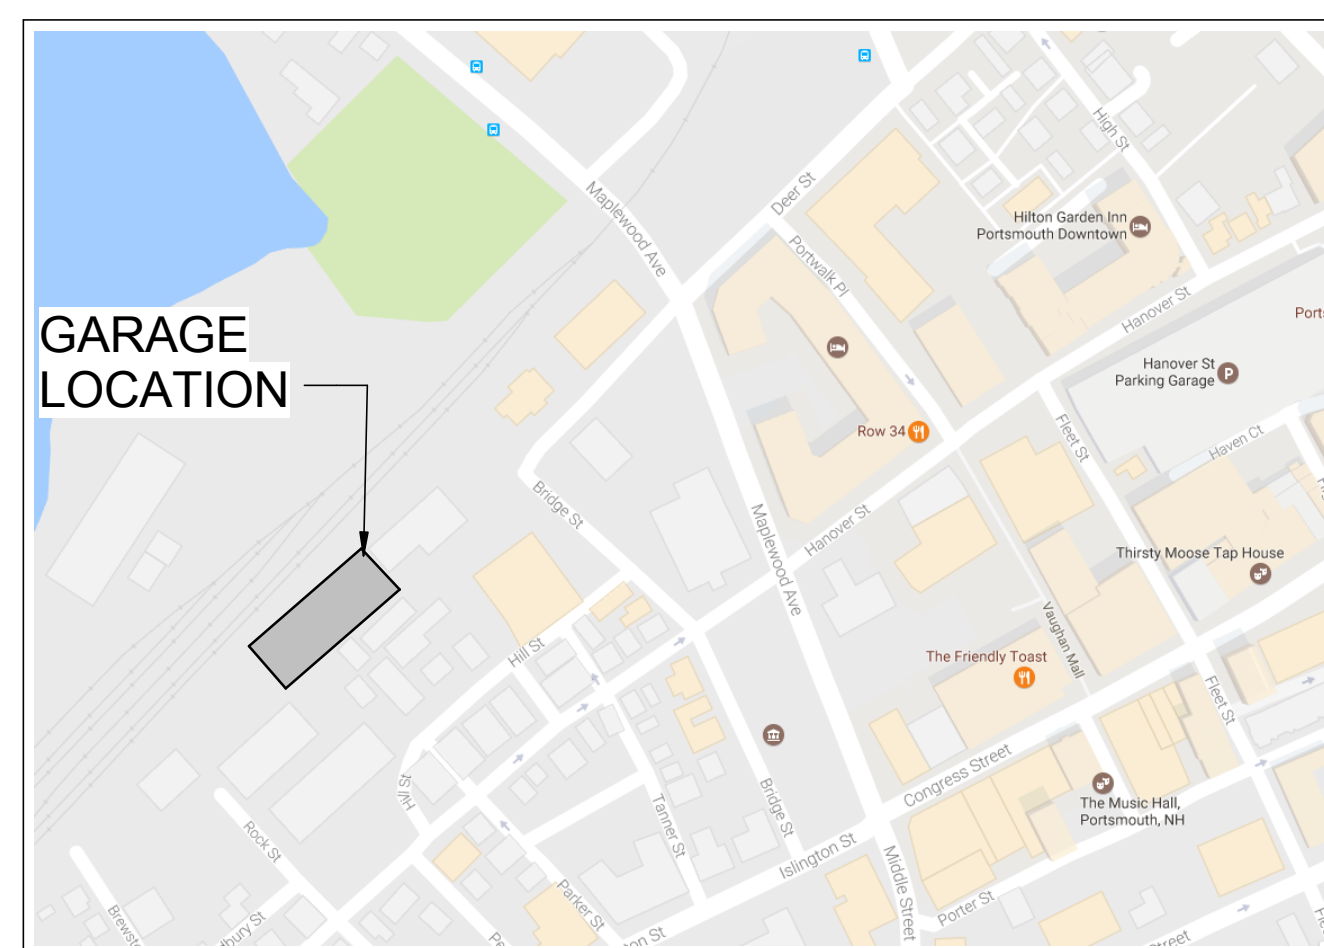 High St
Maplewood Ave
Deer St
Hilton Garden Inn
Portsmouth Downtown
Portwalk Pl
Hanover St
GARAGE
LOCATION
Hanover St
Parking Garage
P
Row 34
Fleet St
Haven Ct
Bridge St
Maplewood Ave
Hanover St
Thirsty Moose Tap House
Vaughan Mall
Hill St
The Friendly Toast
Fleet St
Congress Street
Hill St
The Music Hall,
Portsmouth, NH
Tanner St
Bridge St
Rock St
Islington St
Middle Street
Parker St
Porter St